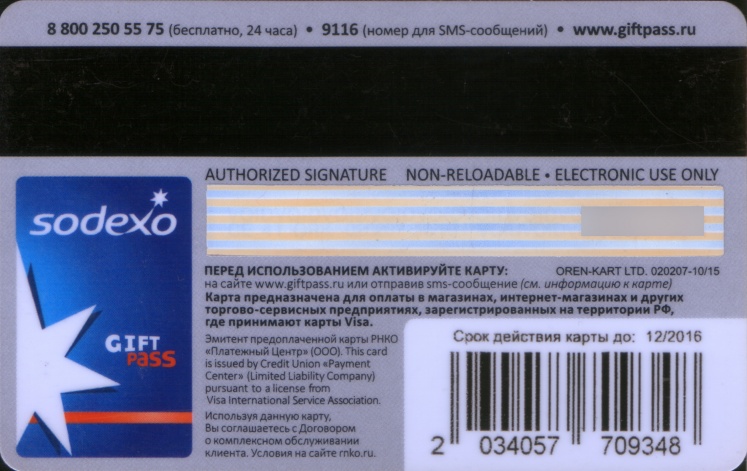 8 800 250 55 75 (бесплатно, 24 часа) • 9116 (номер для SMS-сообщений) • www.giftpass.ru
AUTHORIZED SIGNATURE NON-RELOADABLE • ELECTRONIC USE ONLY
sodexo
GIFT
PASS
ПЕРЕД ИСПОЛЬЗОВАНИЕМ АКТИВИРУЙТЕ КАРТУ: OREN-KART LTD. 020207-10/15
на сайте www.giftpass.ru или отправив sms-сообщение (см. информацию к карте)
Карта предназначена для оплаты в магазинах, интернет-магазинах и других
торгово-сервисных предприятиях, зарегистрированных на территории РФ,
где принимают карты Visa.
Эмитент предоплаченной карты РНКО
«Платежный Центр» (ООО). This card
is issued by Credit Union «Payment
Center» (Limited Liability Company)
pursuant to a license from
Visa International Service Association.
Используя данную карту,
Вы соглашаетесь с Договором
о комплексном обслуживании
клиента. Условия на сайте rnko.ru.
Срок действия карты до: 12/2016
2 034057 709348